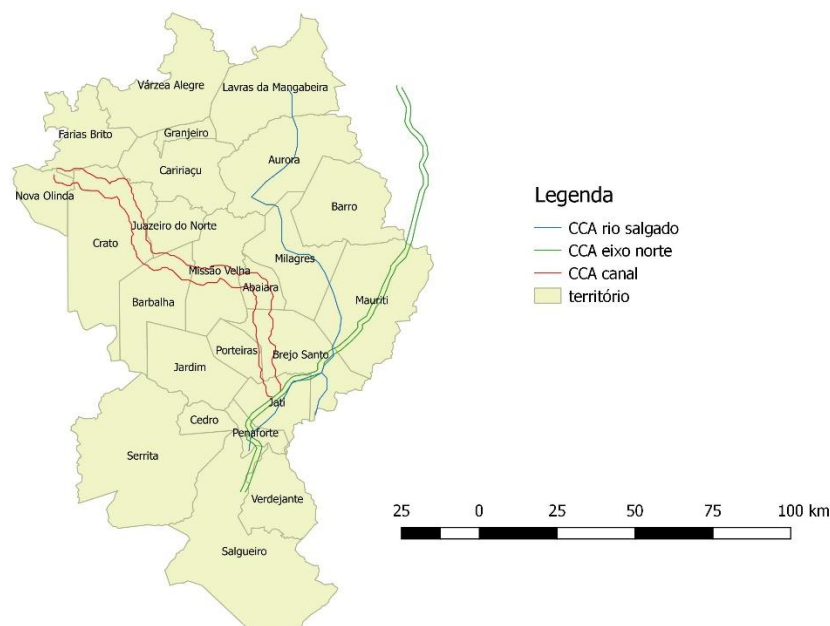 Várzea Alegre
Lavras da Mangabeira
Farias Brito
Granjeiro
Caririaçu
Aurora
Nova Olinda
Barro
Juazeiro do Norte
Crato
Milagres
Missão Velha
Abaiara
Mauriti
Barbalha
Porteiras
Brejo Santo
Jardim
Jati
Cedro
Penaforte
Serrita
Verdejante
Salgueiro
Legenda
CCA rio salgado
CCA eixo norte
CCA canal
território
25 0 25 50 75 100 km